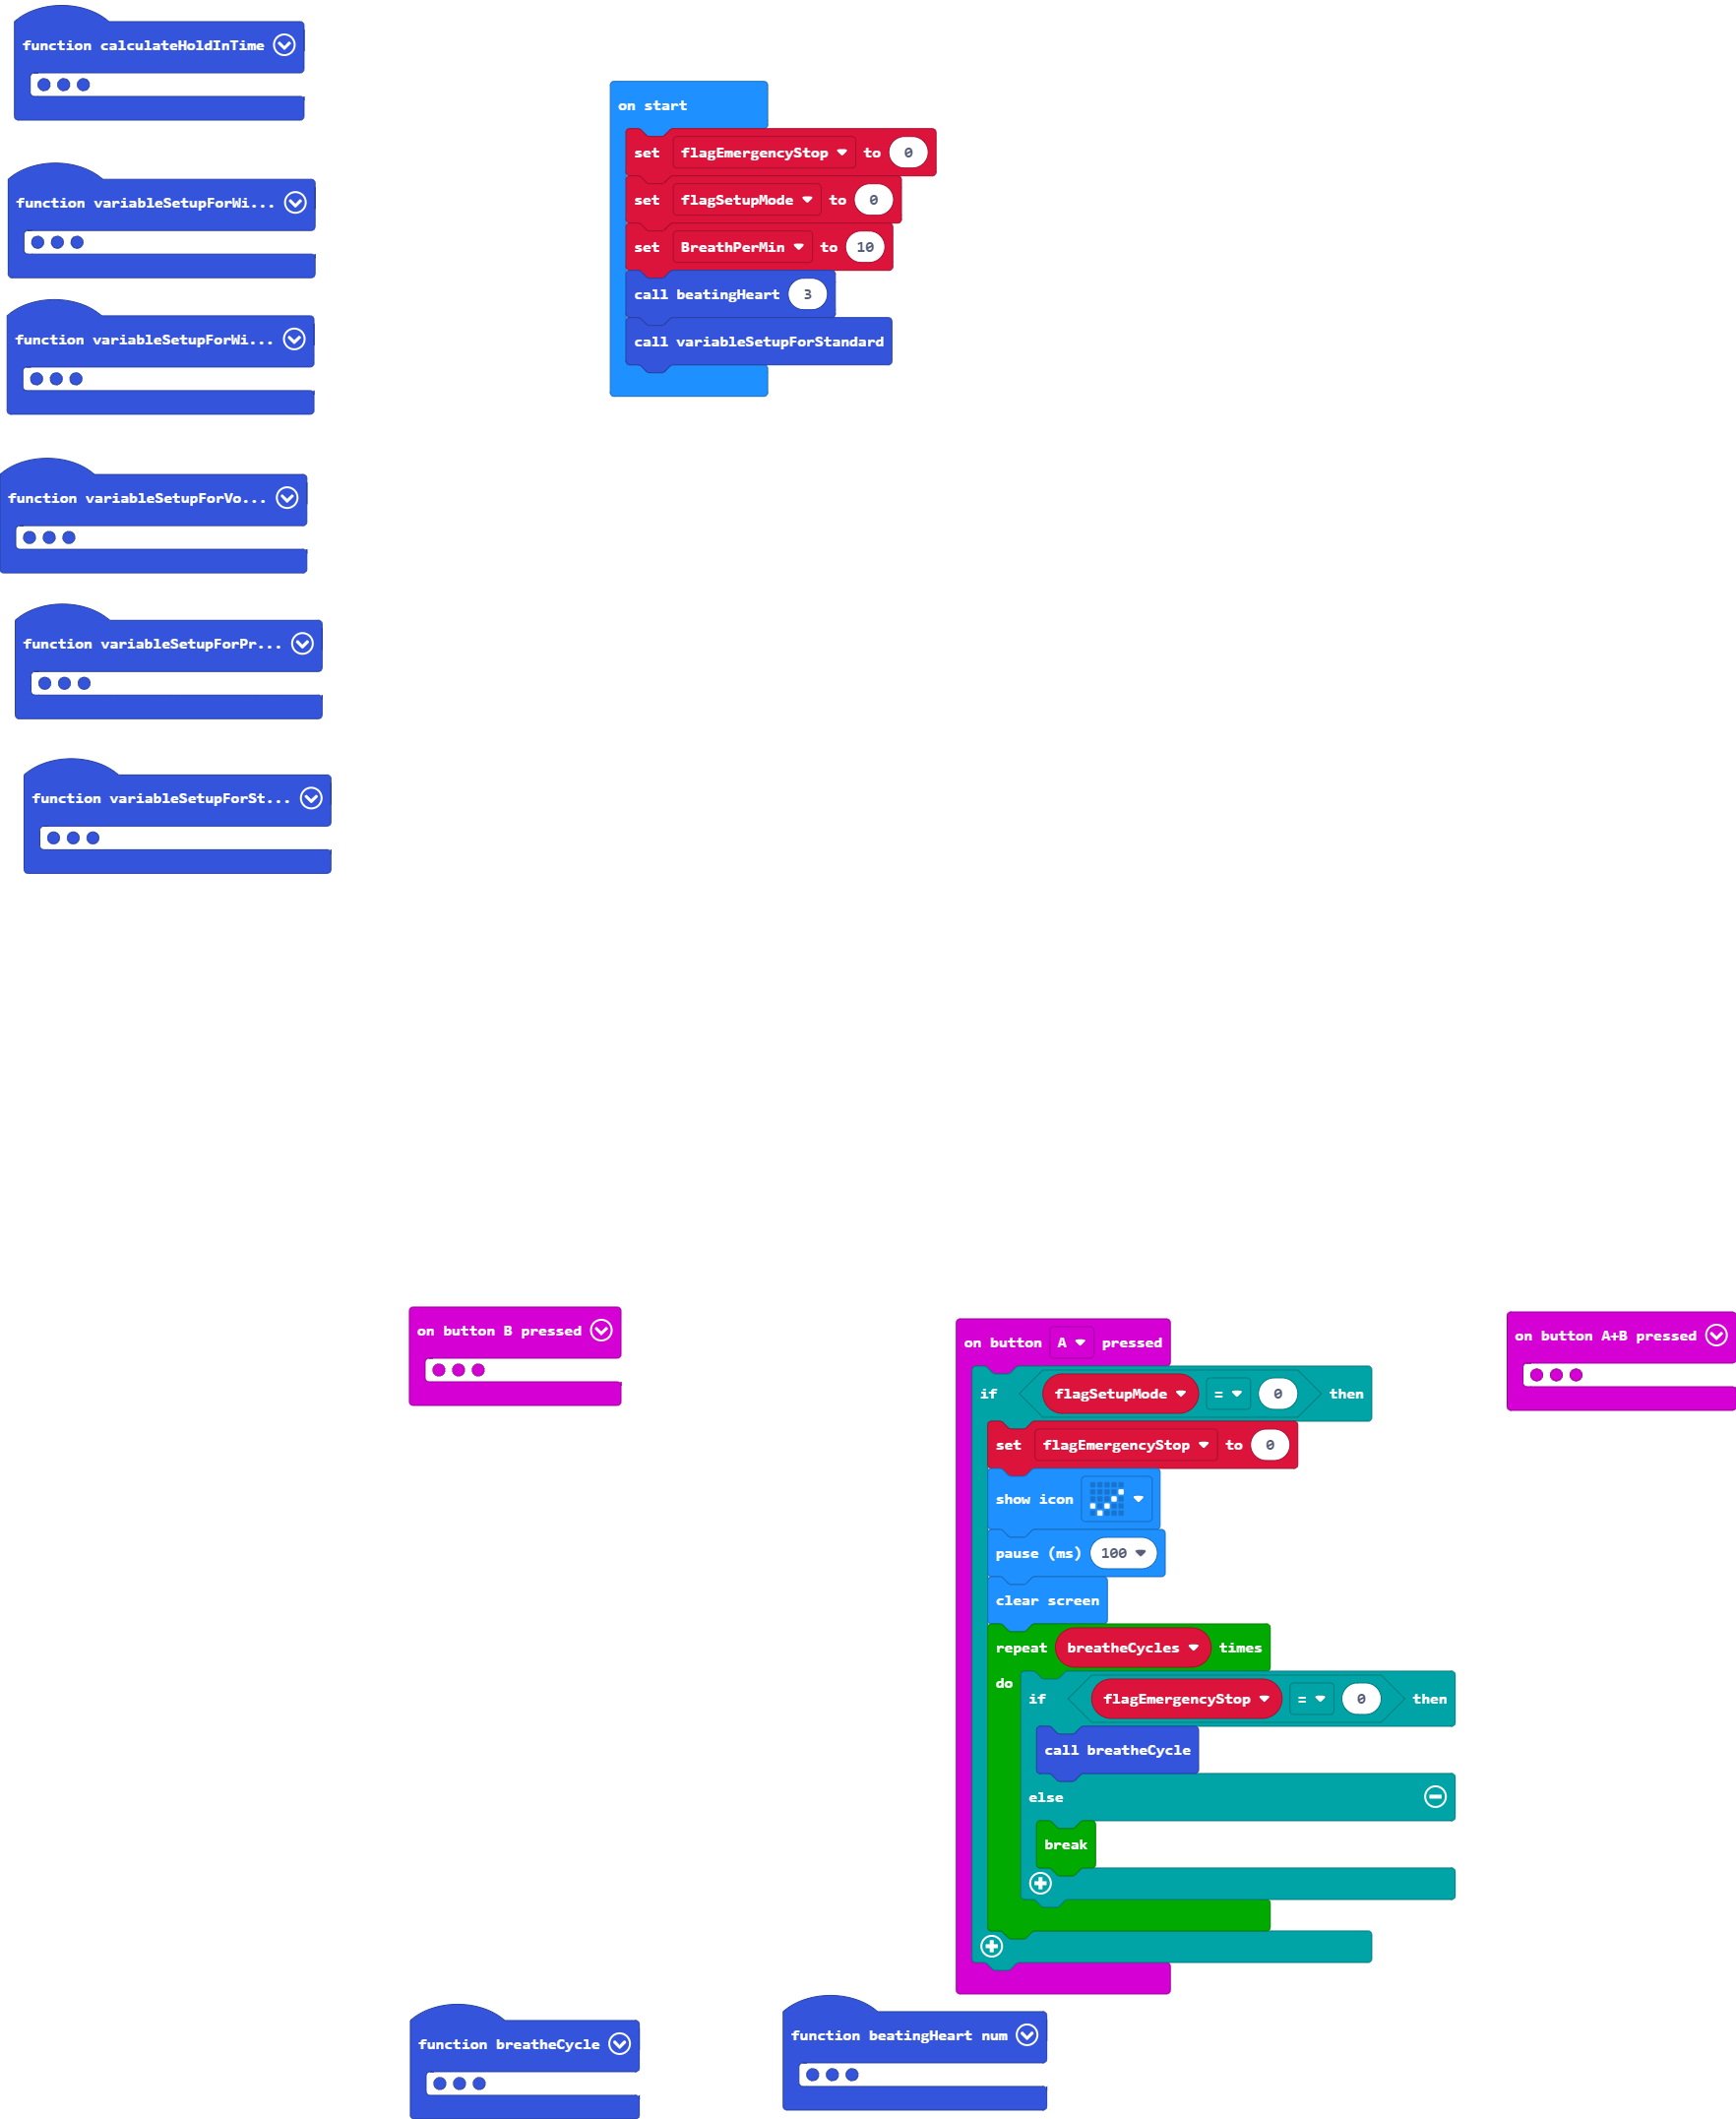 function calculateHoldInTime
function variableSetupForWi...
function variableSetupForWi...
function variableSetupForVo...
function variableSetupForPr...
function variableSetupForSt...
on start
set flagEmergencyStop to 0
set flagSetupMode to 0
set BreathPerMin to 10
call beatingHeart 3
call variableSetupForStandard
on button B pressed
on button A pressed
if flagSetupMode = 0 then
set flagEmergencyStop to 0
show icon
pause (ms) 100
clear screen
repeat breatheCycles times
do
if flagEmergencyStop = 0 then
call breatheCycle
else
break
on button A+B pressed
function breatheCycle
function beatingHeart num